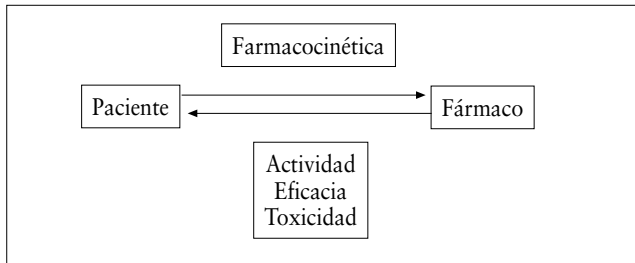 Farmacocinética
Paciente
Fármaco
Actividad
Eficacia
Toxicidad